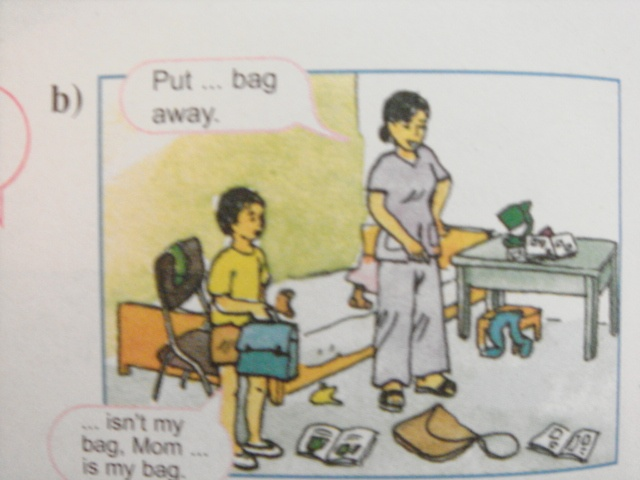 b)
Put ... bag
away.
... isn't my
bag, Mom ...
is my bag.